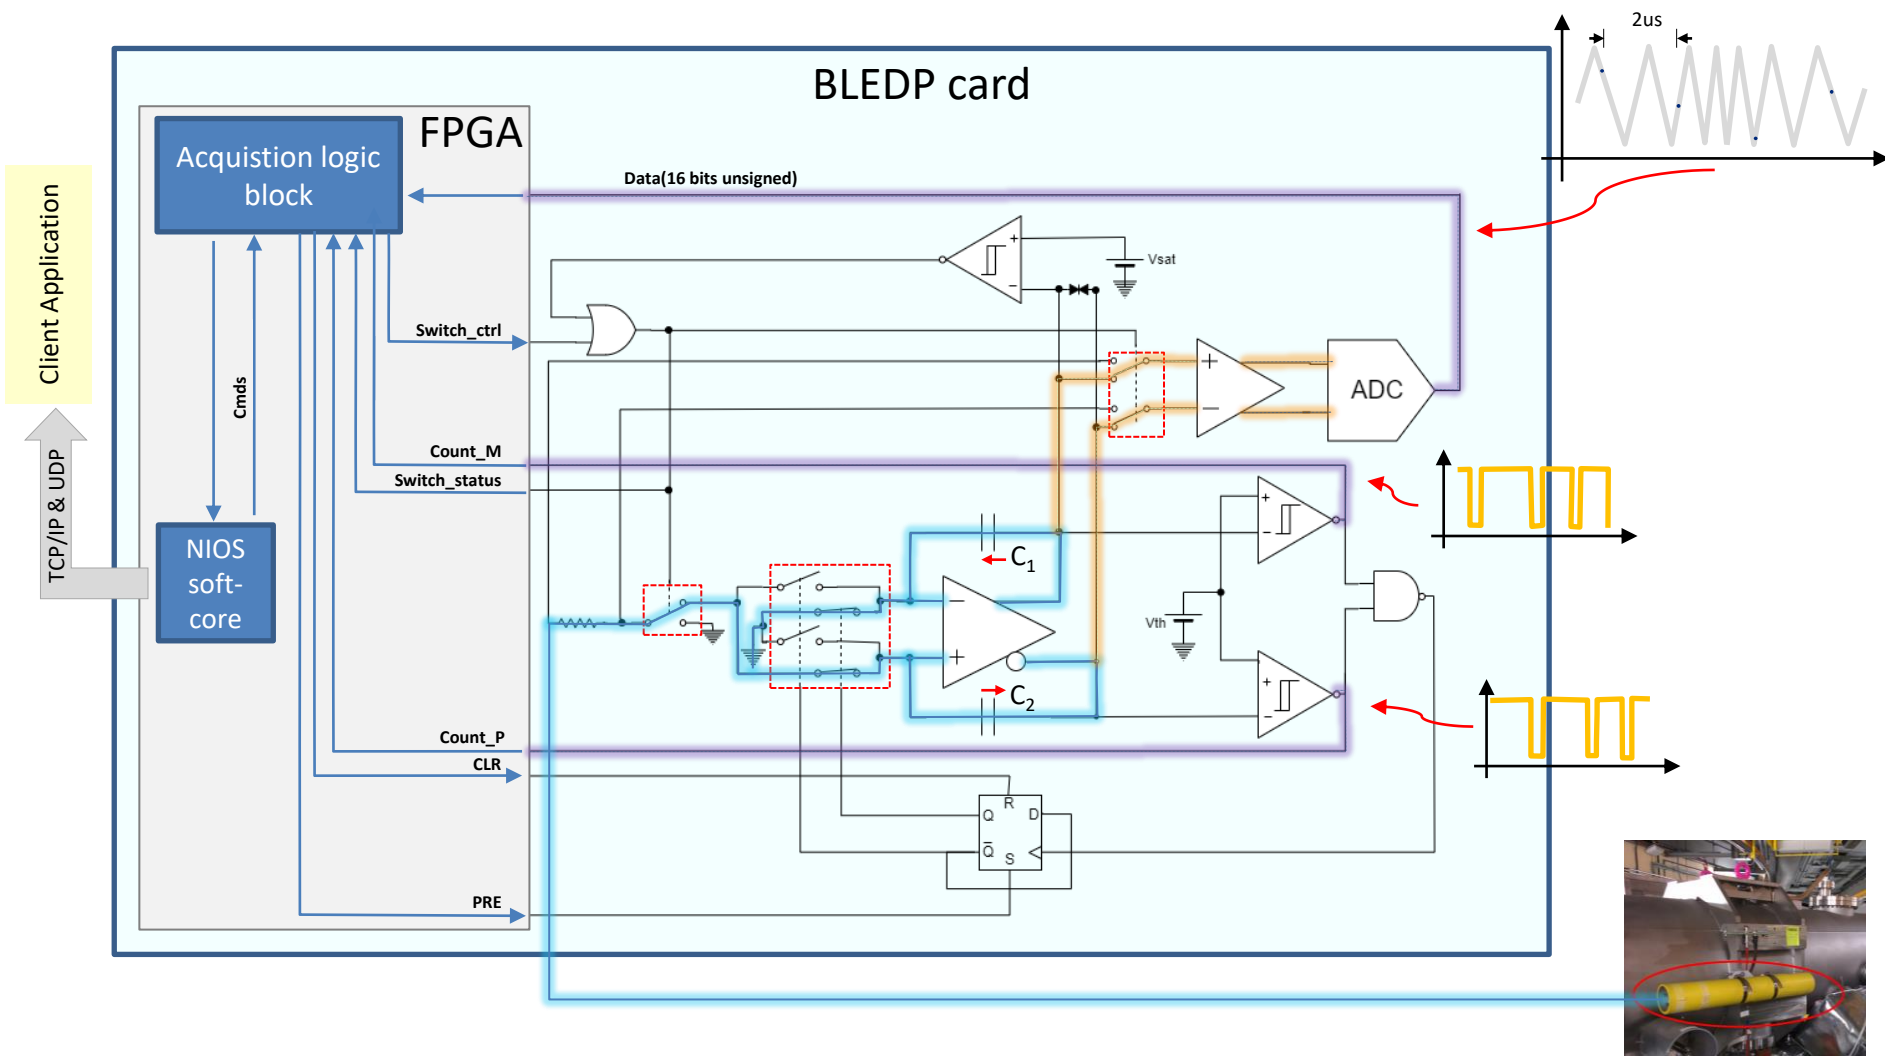 2us
BLEDP card
FPGA
Acquistion logic
block
Data(16 bits unsigned)
Client Application
Vsat
Switch_ctrl
ADC
Cmds
Count_M
Switch_status
TCP/IP & UDP
NIOS
soft-
core
C1
Vth
C2
Count_P
CLR
R
Q
D
Q̅
S
PRE